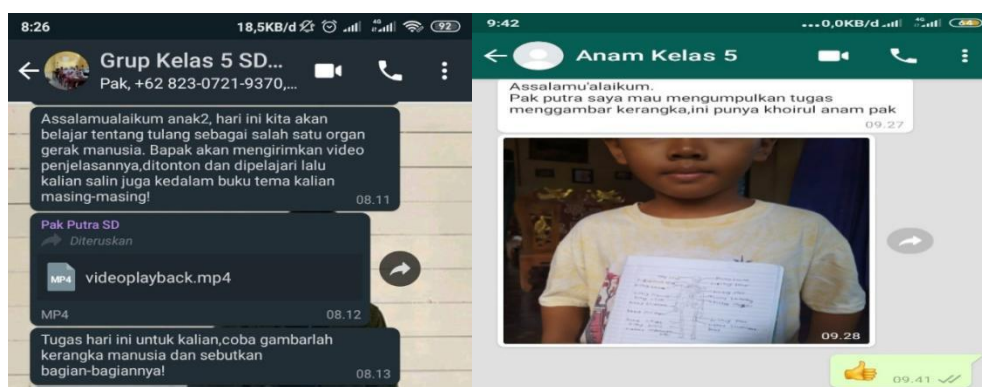 8:26
18,5KB/d
4G
92
Grup Kelas 5 SD...
Pak, +62 823-0721-9370,...
Assalamualaikum anak2, hari ini kita akan
belajar tentang tulang sebagai salah satu organ
gerak manusia. Bapak akan mengirimkan video
penjelasannya,ditonton dan dipelajari lalu
kalian salin juga kedalam buku tema kalian
masing-masing!
08.11
Pak Putra SD
Diteruskan
MP4
videoplayback.mp4
MP4
08.12
Tugas hari ini untuk kalian,coba gambarlah
kerangka manusia dan sebutkan
bagian-bagiannya!
08.13
9:42
...0,0KB/d
64
Anam Kelas 5
Assalamu'alaikum.
Pak putra saya mau mengumpulkan tugas
menggambar kerangka,ini punya khoirul anam pak
09.27
09.28
09.41